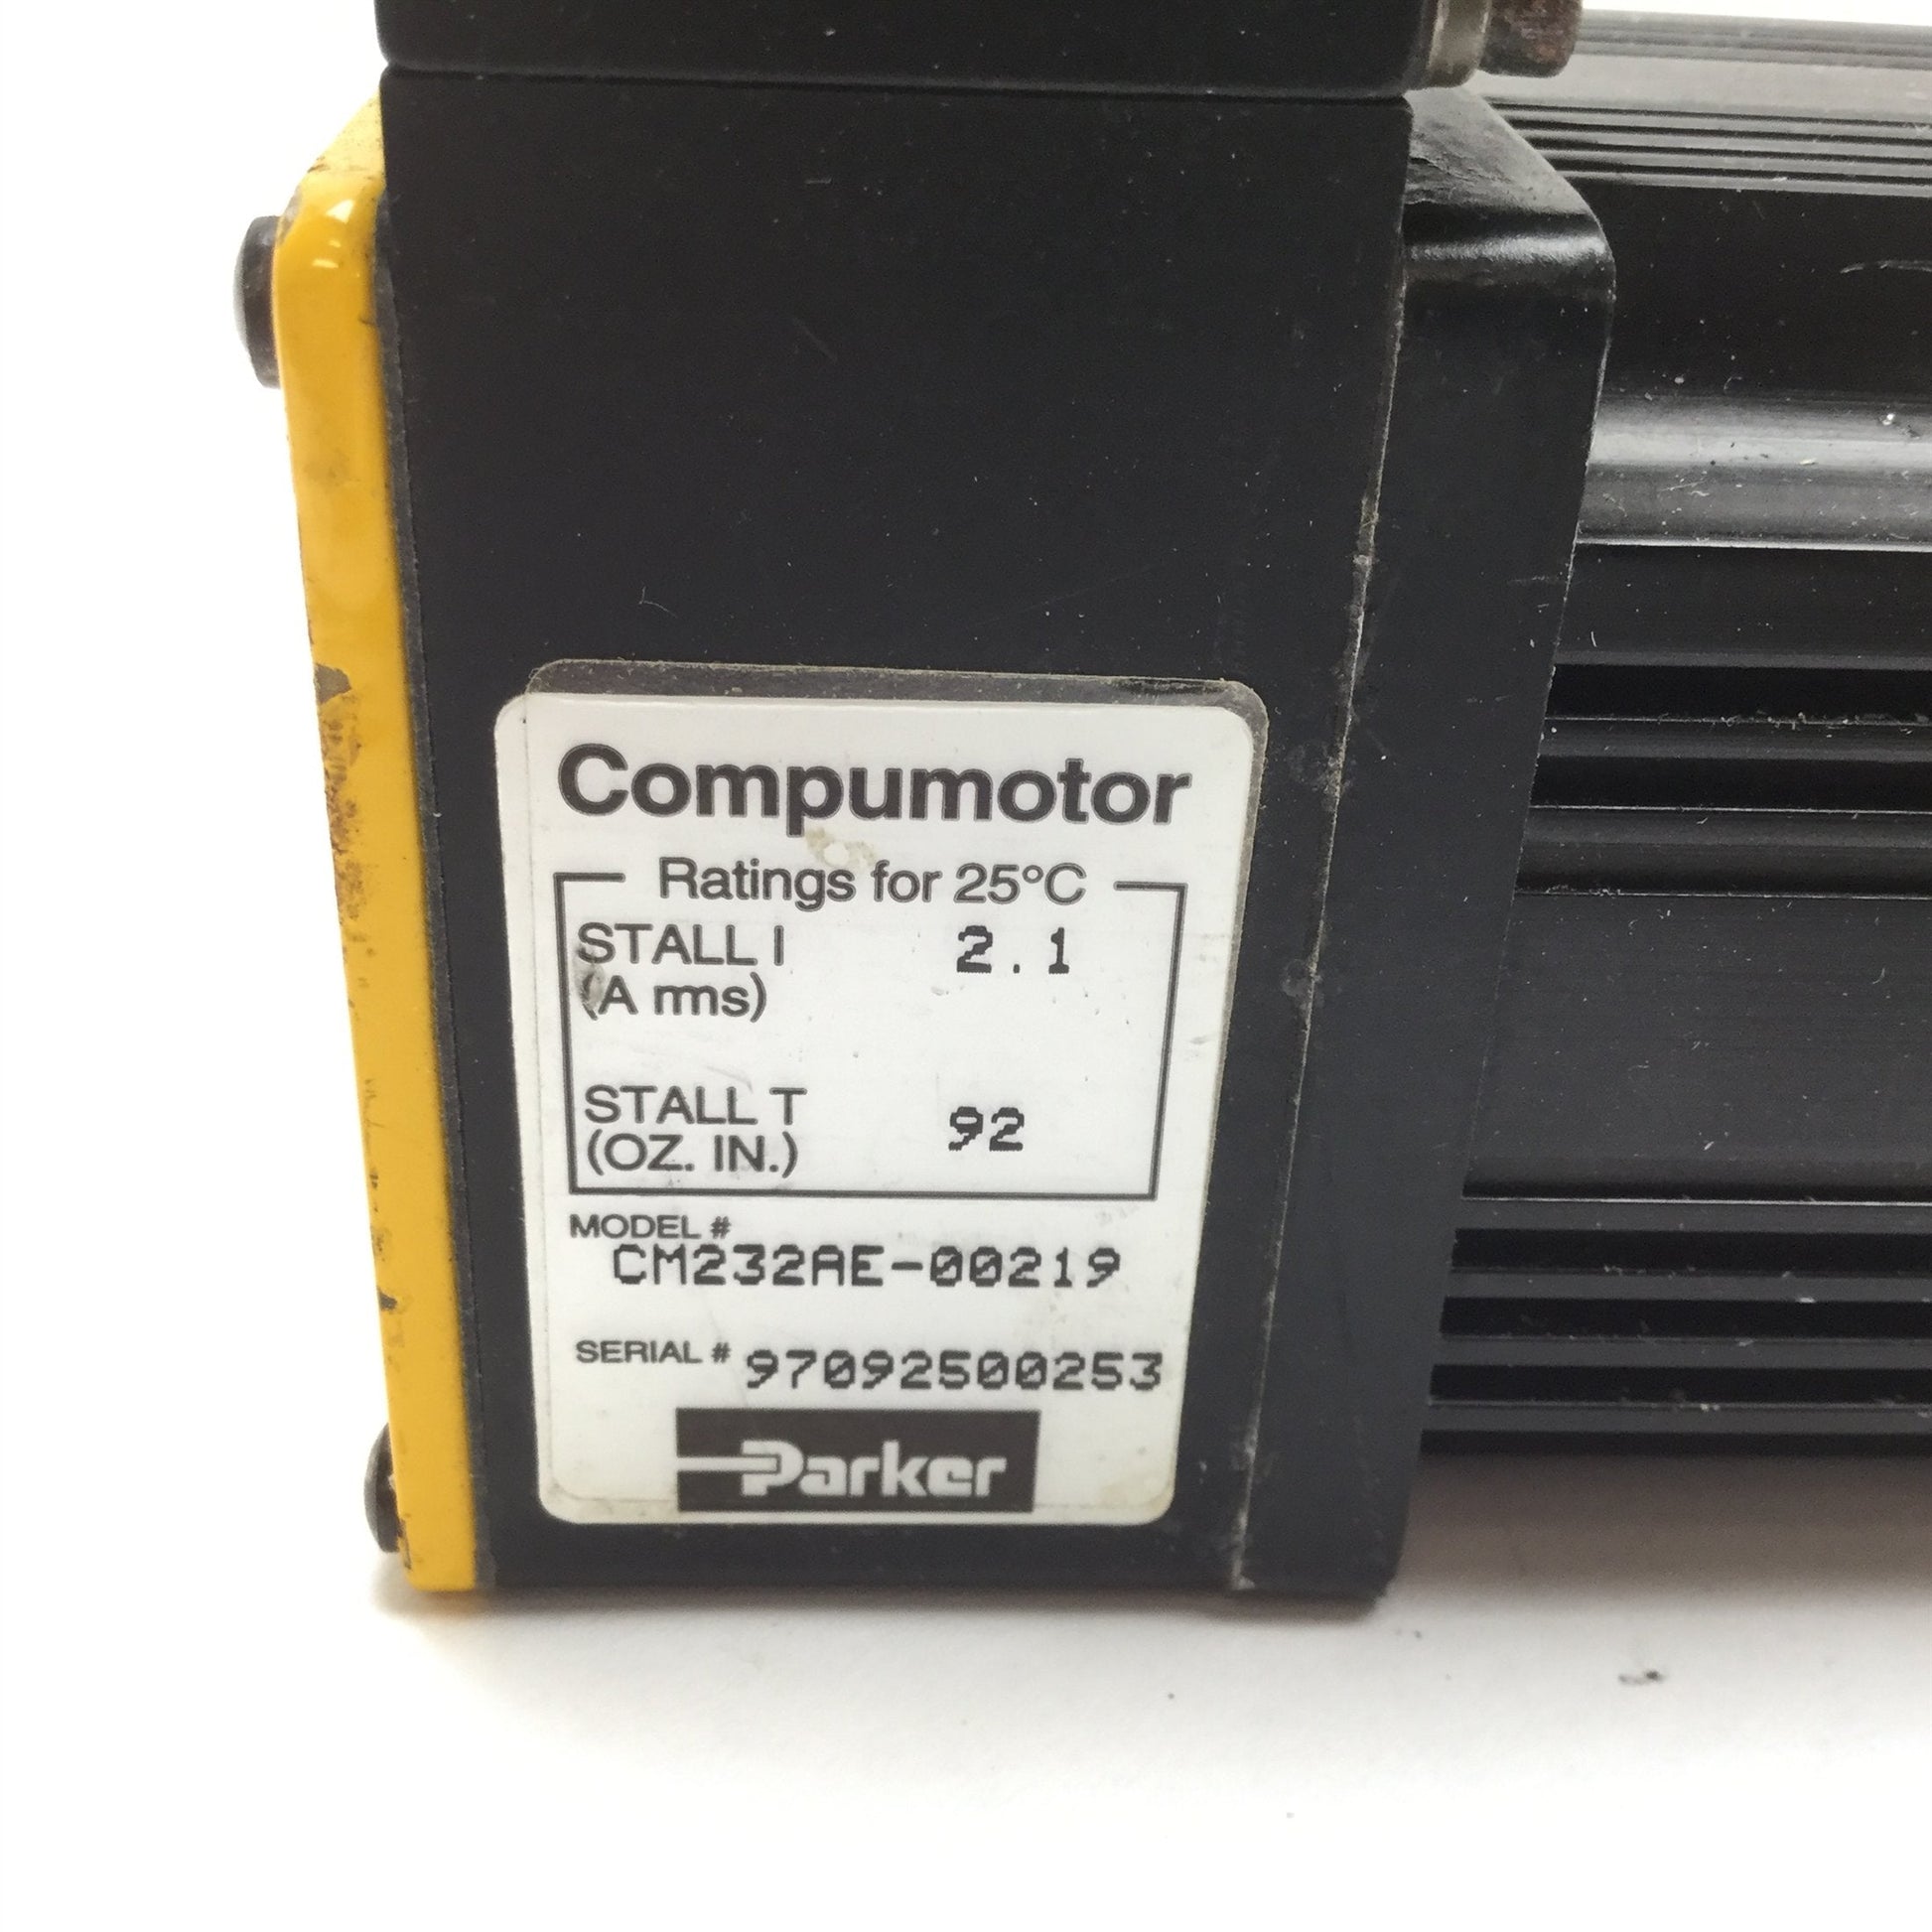 Compumotor
Ratings for 25°C
STALL I 2.1
(A rms)
STALL T 92
(OZ. IN.)
MODEL #
CM232AE-00219
SERIAL # 97092500253
Parker